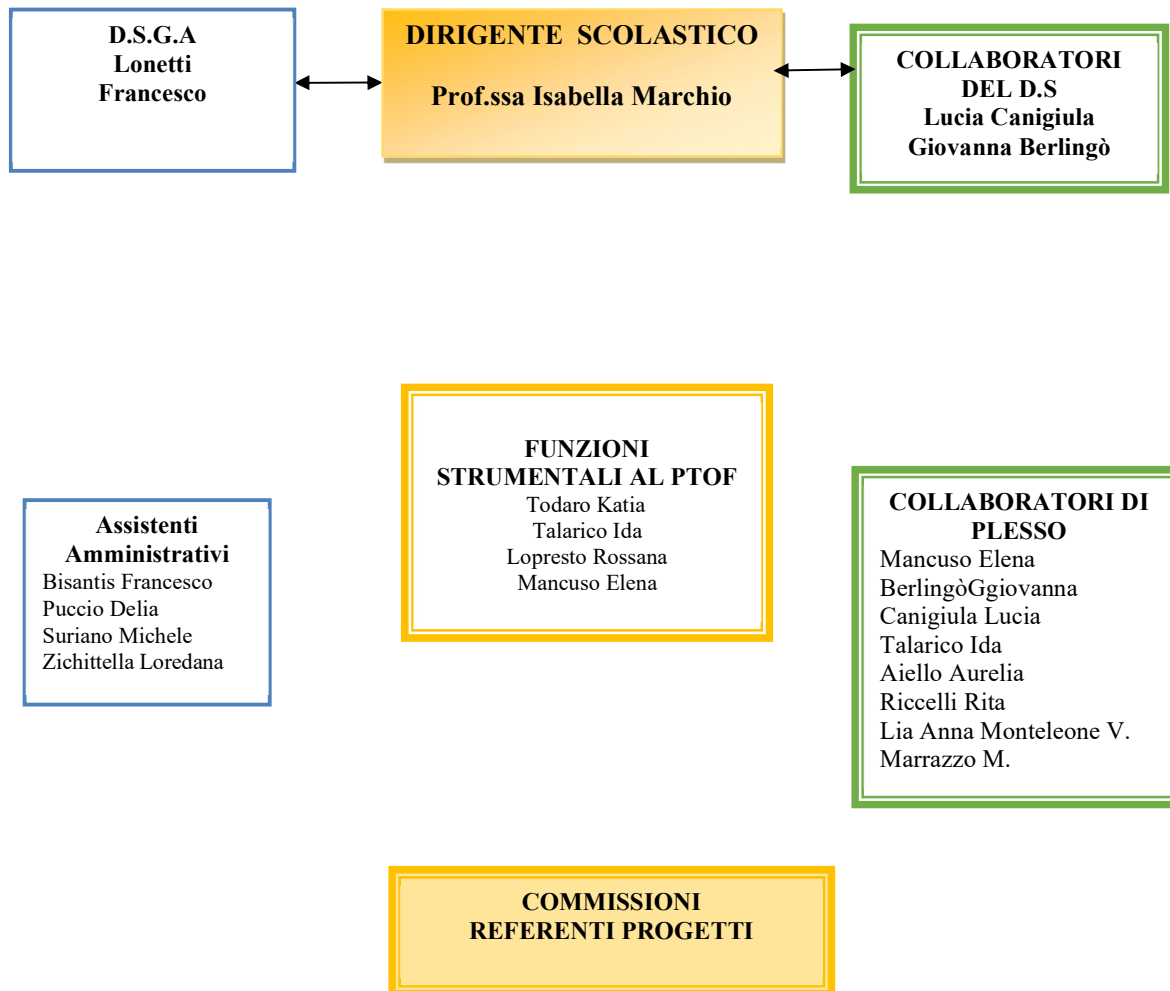 D.S.G.A
Lonetti
Francesco
DIRIGENTE SCOLASTICO
Prof.ssa Isabella Marchio
COLLABORATORI
DEL D.S
Lucia Canigiula
Giovanna Berlingò
FUNZIONI
STRUMENTALI AL PTOF
Todaro Katia
Talarico Ida
Lopresto Rossana
Mancuso Elena
Assistenti
Amministrativi
Bisantis Francesco
Puccio Delia
Suriano Michele
Zichittella Loredana
COLLABORATORI DI
PLESSO
Mancuso Elena
BerlingòGgiovanna
Canigiula Lucia
Talarico Ida
Aiello Aurelia
Riccelli Rita
Lia Anna Monteleone V.
Marrazzo M.
COMMISSIONI
REFERENTI PROGETTI